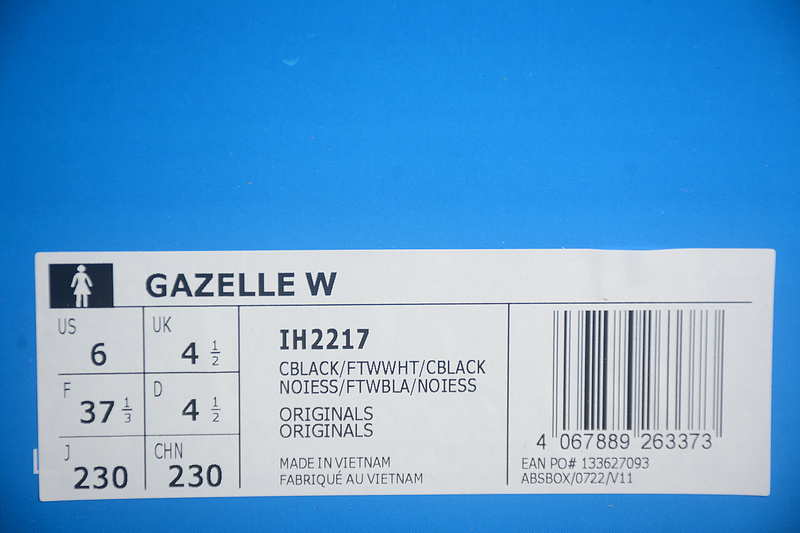 GAZELLE W
US 6 UK 4 1/2
F 37 1/3 D 4 1/2
J 230 CHN 230
IH2217
CBLACK/FTWWHT/CBLACK
NOIESS/FTWBLA/NOIESS
ORIGINALS
ORIGINALS
MADE IN VIETNAM
FABRIQUÉ AU VIETNAM
4 067889 263373
EAN PO# 133627093
ABSBOX/0722/V11